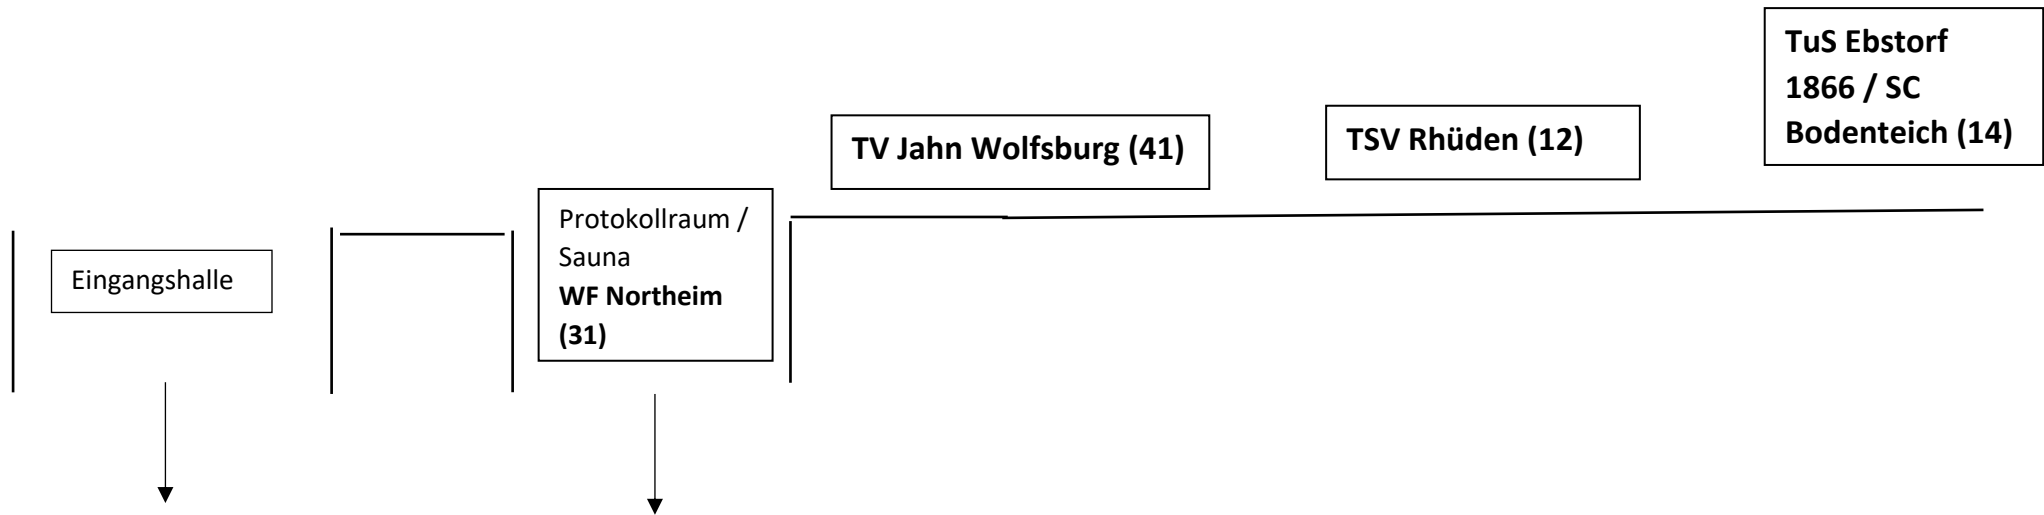 Eingangshalle
Protokollraum /
Sauna
WF Northeim
(31)
TV Jahn Wolfsburg (41)
TSV Rhüden (12)
TuS Ebstorf
1866 / SC
Bodenteich (14)